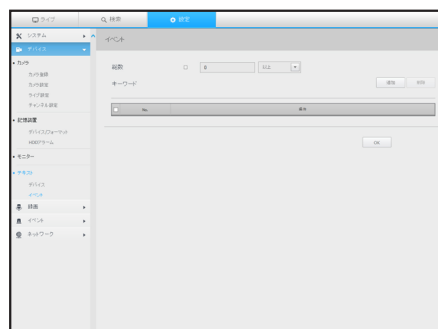 ライブ
検索
設定
システム
デバイス
カメラ
カメラ登録
カメラ設定
ライブ設定
チャンネル設定
記憶装置
デバイス/フォーマット
HDDアラーム
モニター
テキスト
デバイス
イベント
録画
イベント
ネットワーク
イベント
総額
0
以上
キーワード
追加
削除
No.
OK